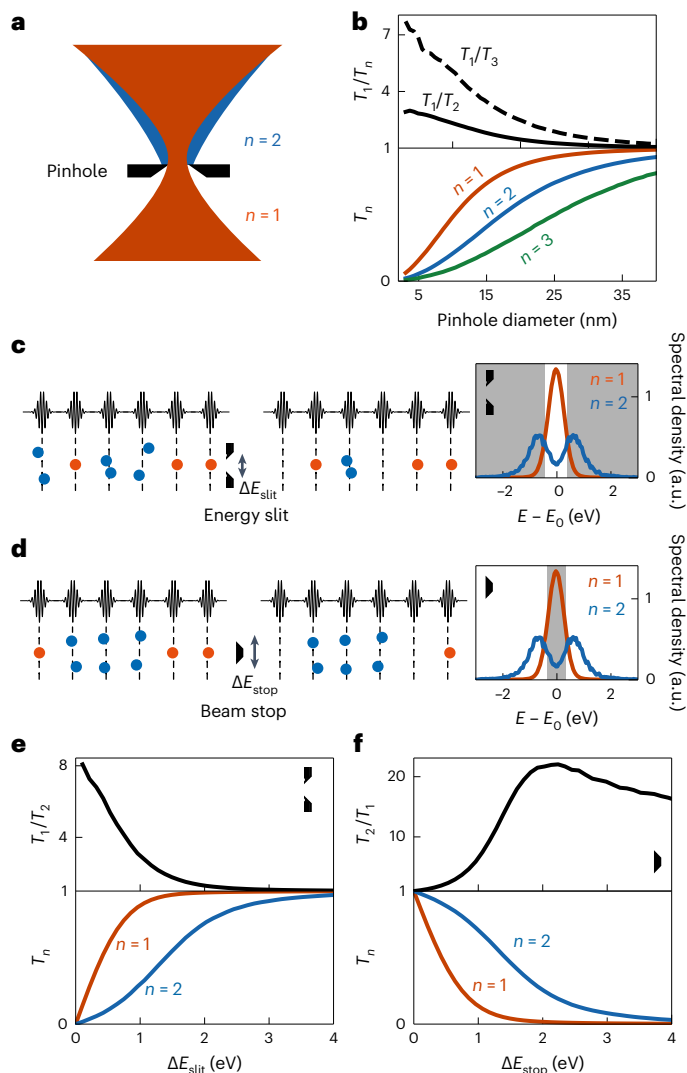 a
n = 2
Pinhole
n = 1
b
7
4
1
0
T1/Tn
Tn
T1/T3
T1/T2
n = 1
n = 2
n = 3
5 15 25 35
Pinhole diameter (nm)
c
ΔEslit
Energy slit
n = 1
n = 2
1
0
Spectral density (a.u.)
−2 0 2
E − E0 (eV)
d
ΔEstop
Beam stop
n = 1
n = 2
1
0
Spectral density (a.u.)
−2 0 2
E − E0 (eV)
e
8
4
1
0
T1/T2
Tn
n = 1
n = 2
0 1 2 3 4
ΔEslit (eV)
f
20
10
1
0
T2/T1
Tn
n = 2
n = 1
0 1 2 3 4
ΔEstop (eV)